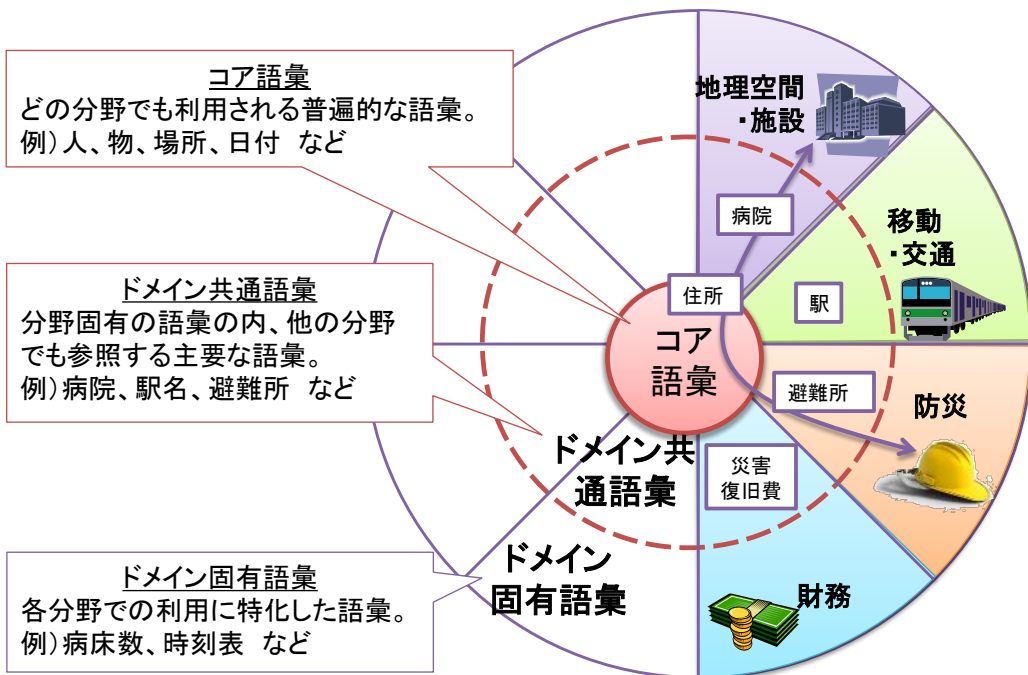 コア語彙
どの分野でも利用される普遍的な語彙。
例）人、物、場所、日付 など
ドメイン共通語彙
分野固有の語彙の内、他の分野
でも参照する主要な語彙。
例）病院、駅名、避難所 など
ドメイン固有語彙
各分野での利用に特化した語彙。
例）病床数、時刻表 など
地理空間
・施設
病院
移動
・交通
住所
駅
コア
語彙
避難所
防災
ドメイン共
通語彙
災害
復旧費
ドメイン
固有語彙
財務